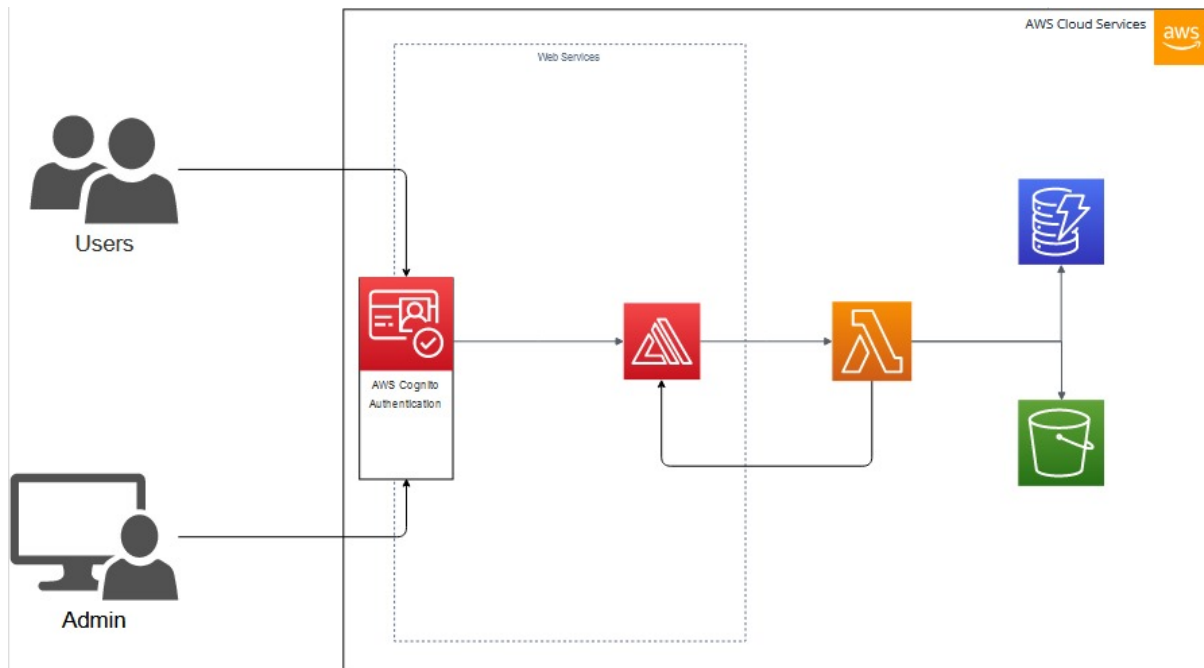 AWS Cloud Services
aws
Web Services
Users
AWS Cognito
Authentication
Admin